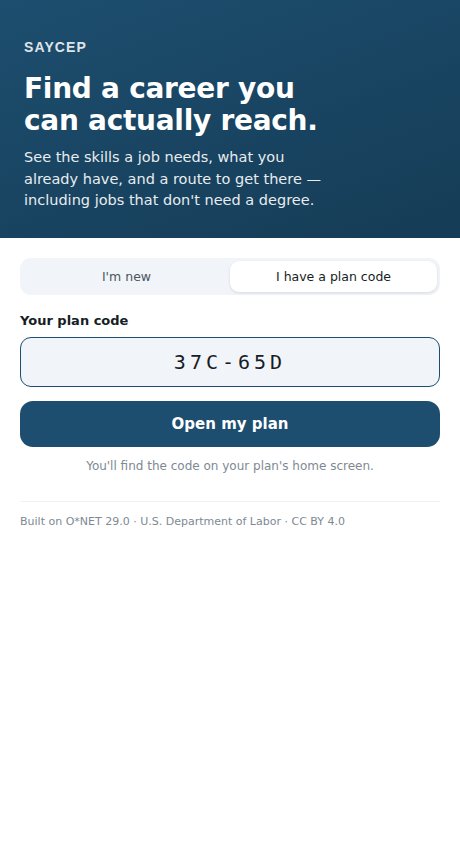 SAYCEP
Find a career you
can actually reach.
See the skills a job needs, what you
already have, and a route to get there —
including jobs that don't need a degree.
I'm new
I have a plan code
Your plan code
37C-65D
Open my plan
You'll find the code on your plan's home screen.
Built on O*NET 29.0 · U.S. Department of Labor · CC BY 4.0